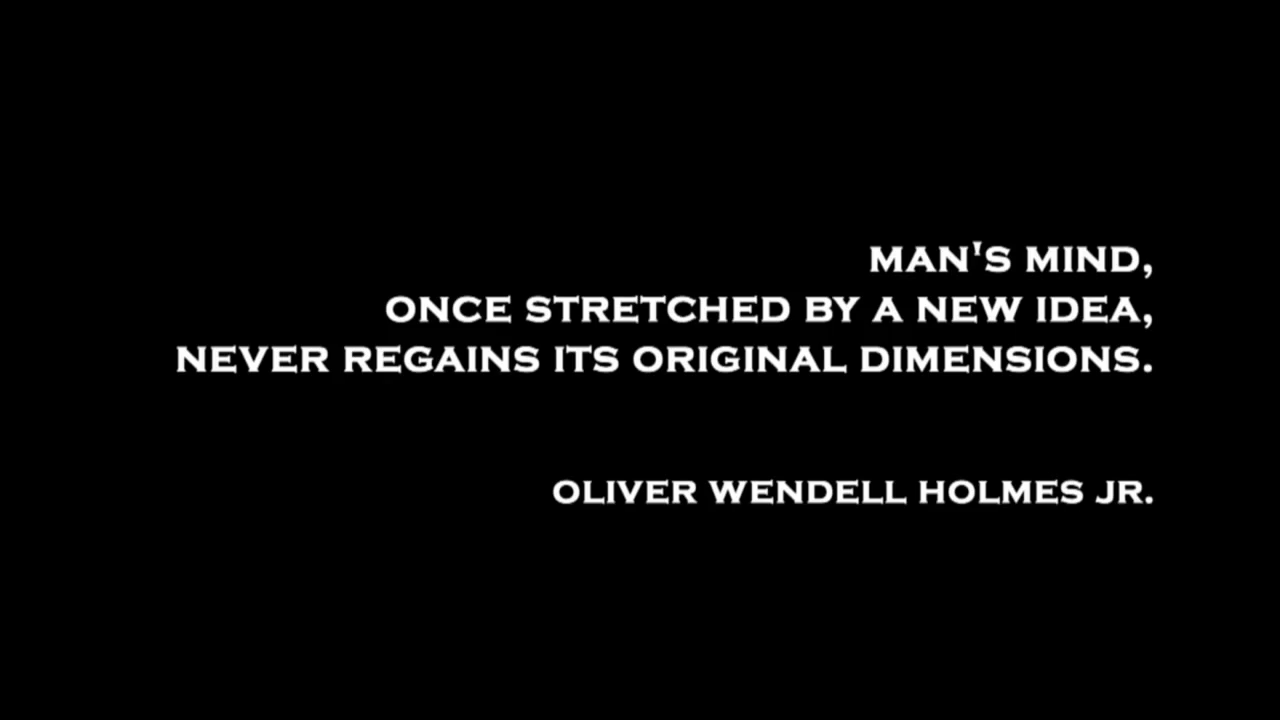 MAN'S MIND,
ONCE STRETCHED BY A NEW IDEA,
NEVER REGAINS ITS ORIGINAL DIMENSIONS.
OLIVER WENDELL HOLMES JR.